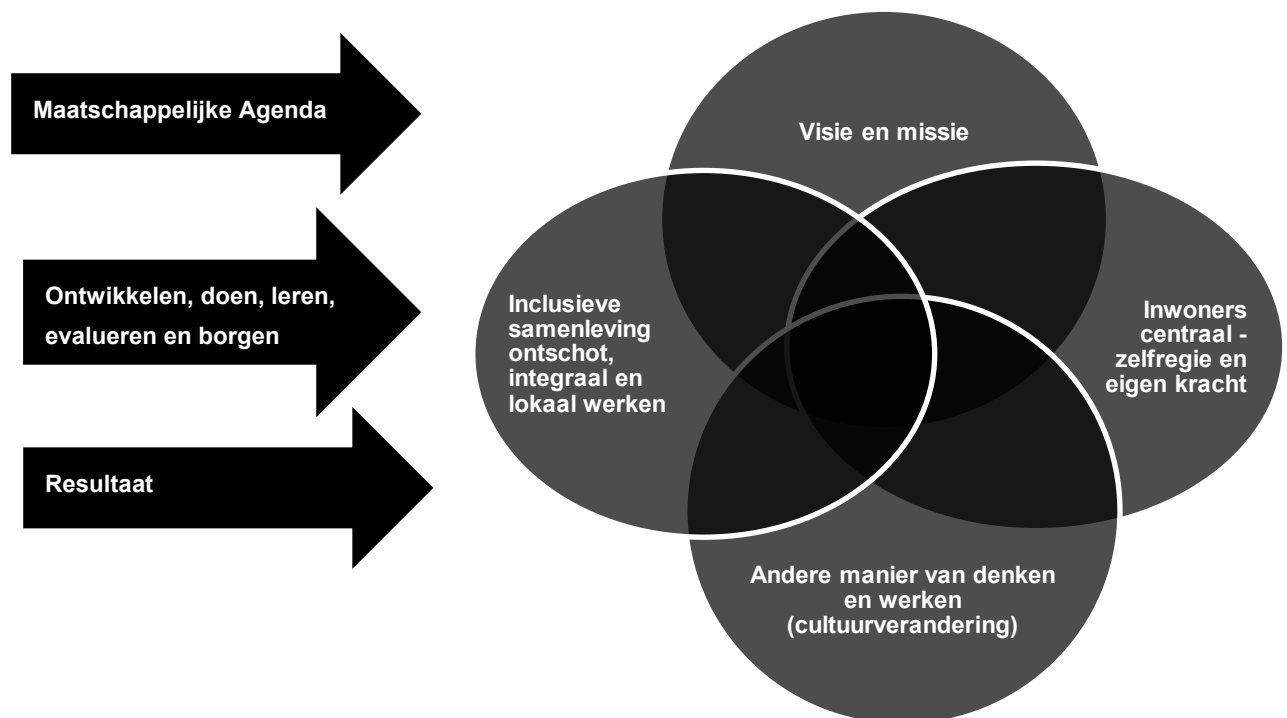 Maatschappelijke Agenda
Ontwikkelen, doen, leren,
evalueren en borgen
Resultaat
Visie en missie
Inclusieve
samenleving
ontschot,
integraal en
lokaal werken
Inwoners
centraal -
zelfregie en
eigen kracht
Andere manier van denken
en werken
(cultuurverandering)